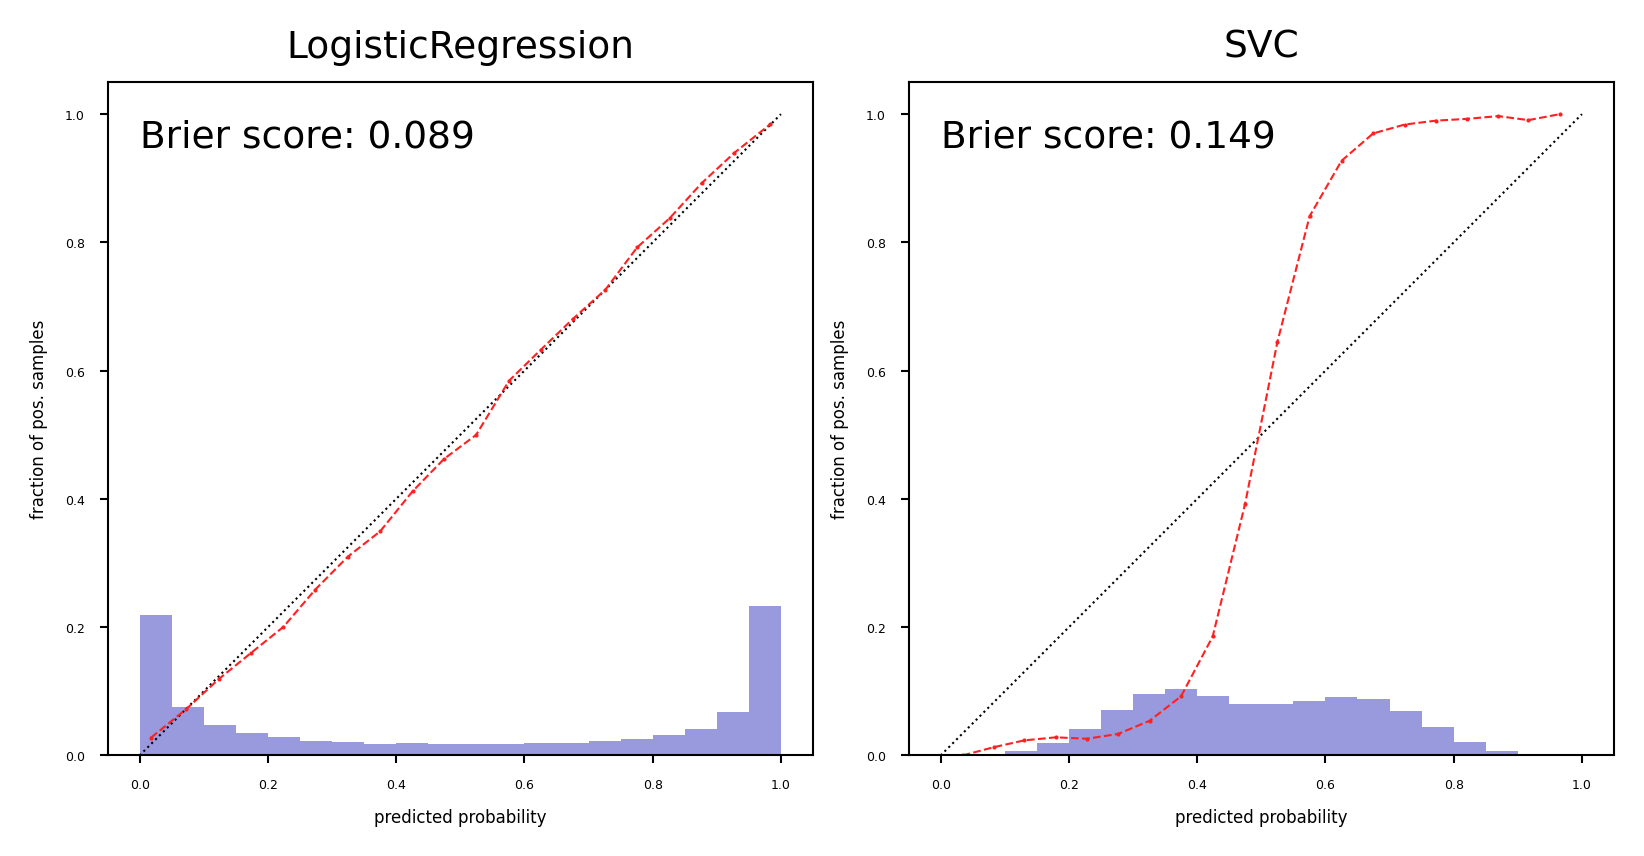 LogisticRegression
Brier score: 0.089
1.0
0.8
0.6
0.4
0.2
0.0
fraction of pos. samples
0.0 0.2 0.4 0.6 0.8 1.0
predicted probability
SVC
Brier score: 0.149
1.0
0.8
0.6
0.4
0.2
0.0
fraction of pos. samples
0.0 0.2 0.4 0.6 0.8 1.0
predicted probability